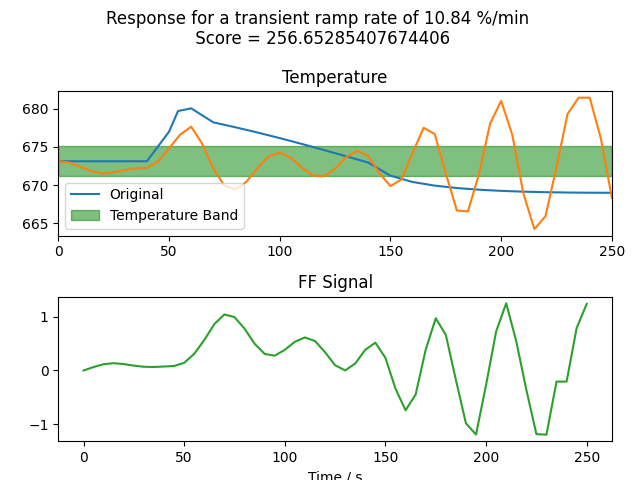 Response for a transient ramp rate of 10.84 %/min
Score = 256.65285407674406
Temperature
680
675
670
665
Original
Temperature Band
0 50 100 150 200 250
FF Signal
1
0
−1
0 50 100 150 200 250
Time / s